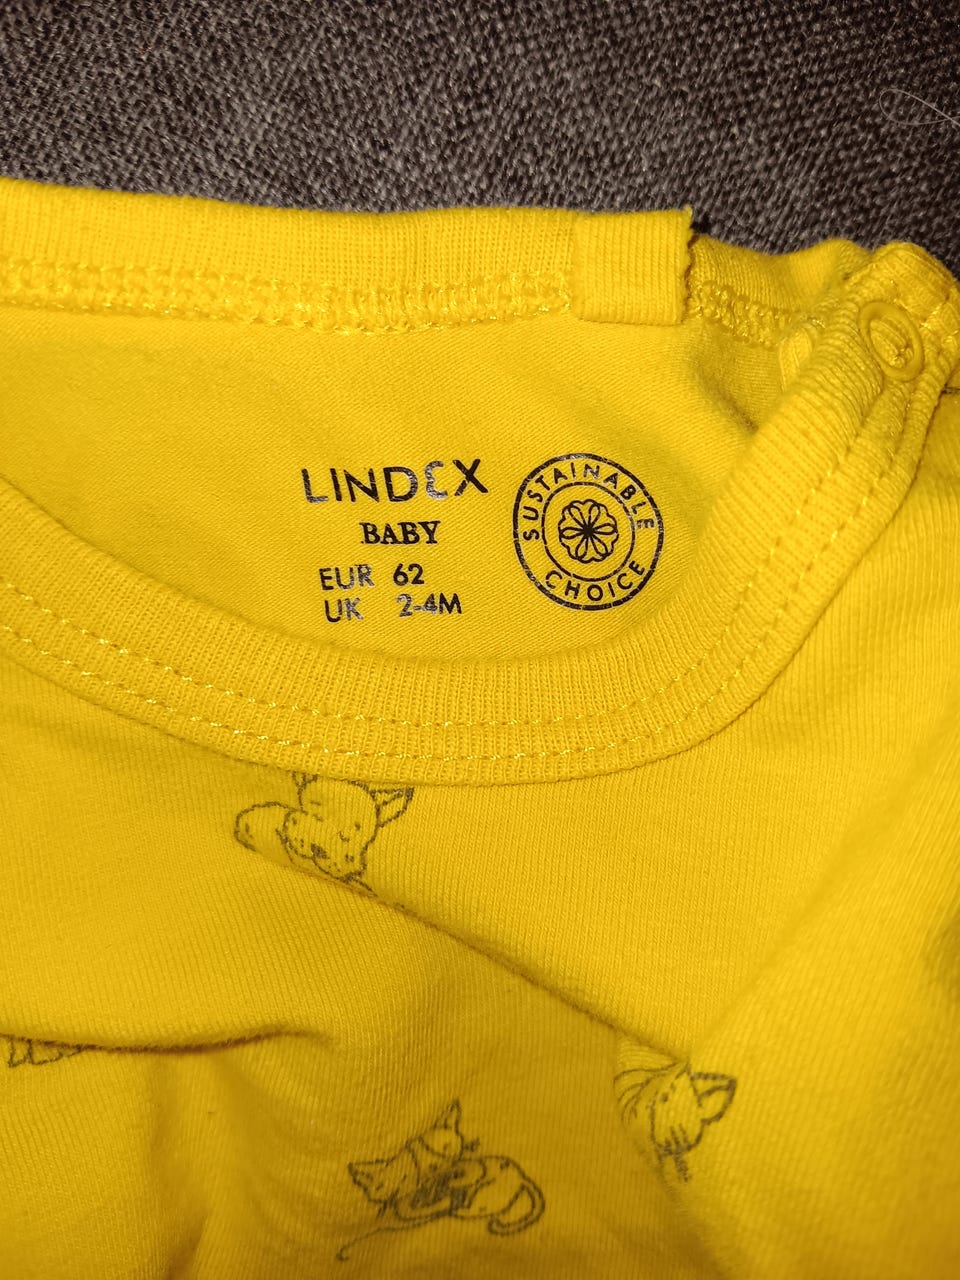 LINDEX
BABY
EUR 62
UK 2-4M
SUSTAINABLE
CHOICE